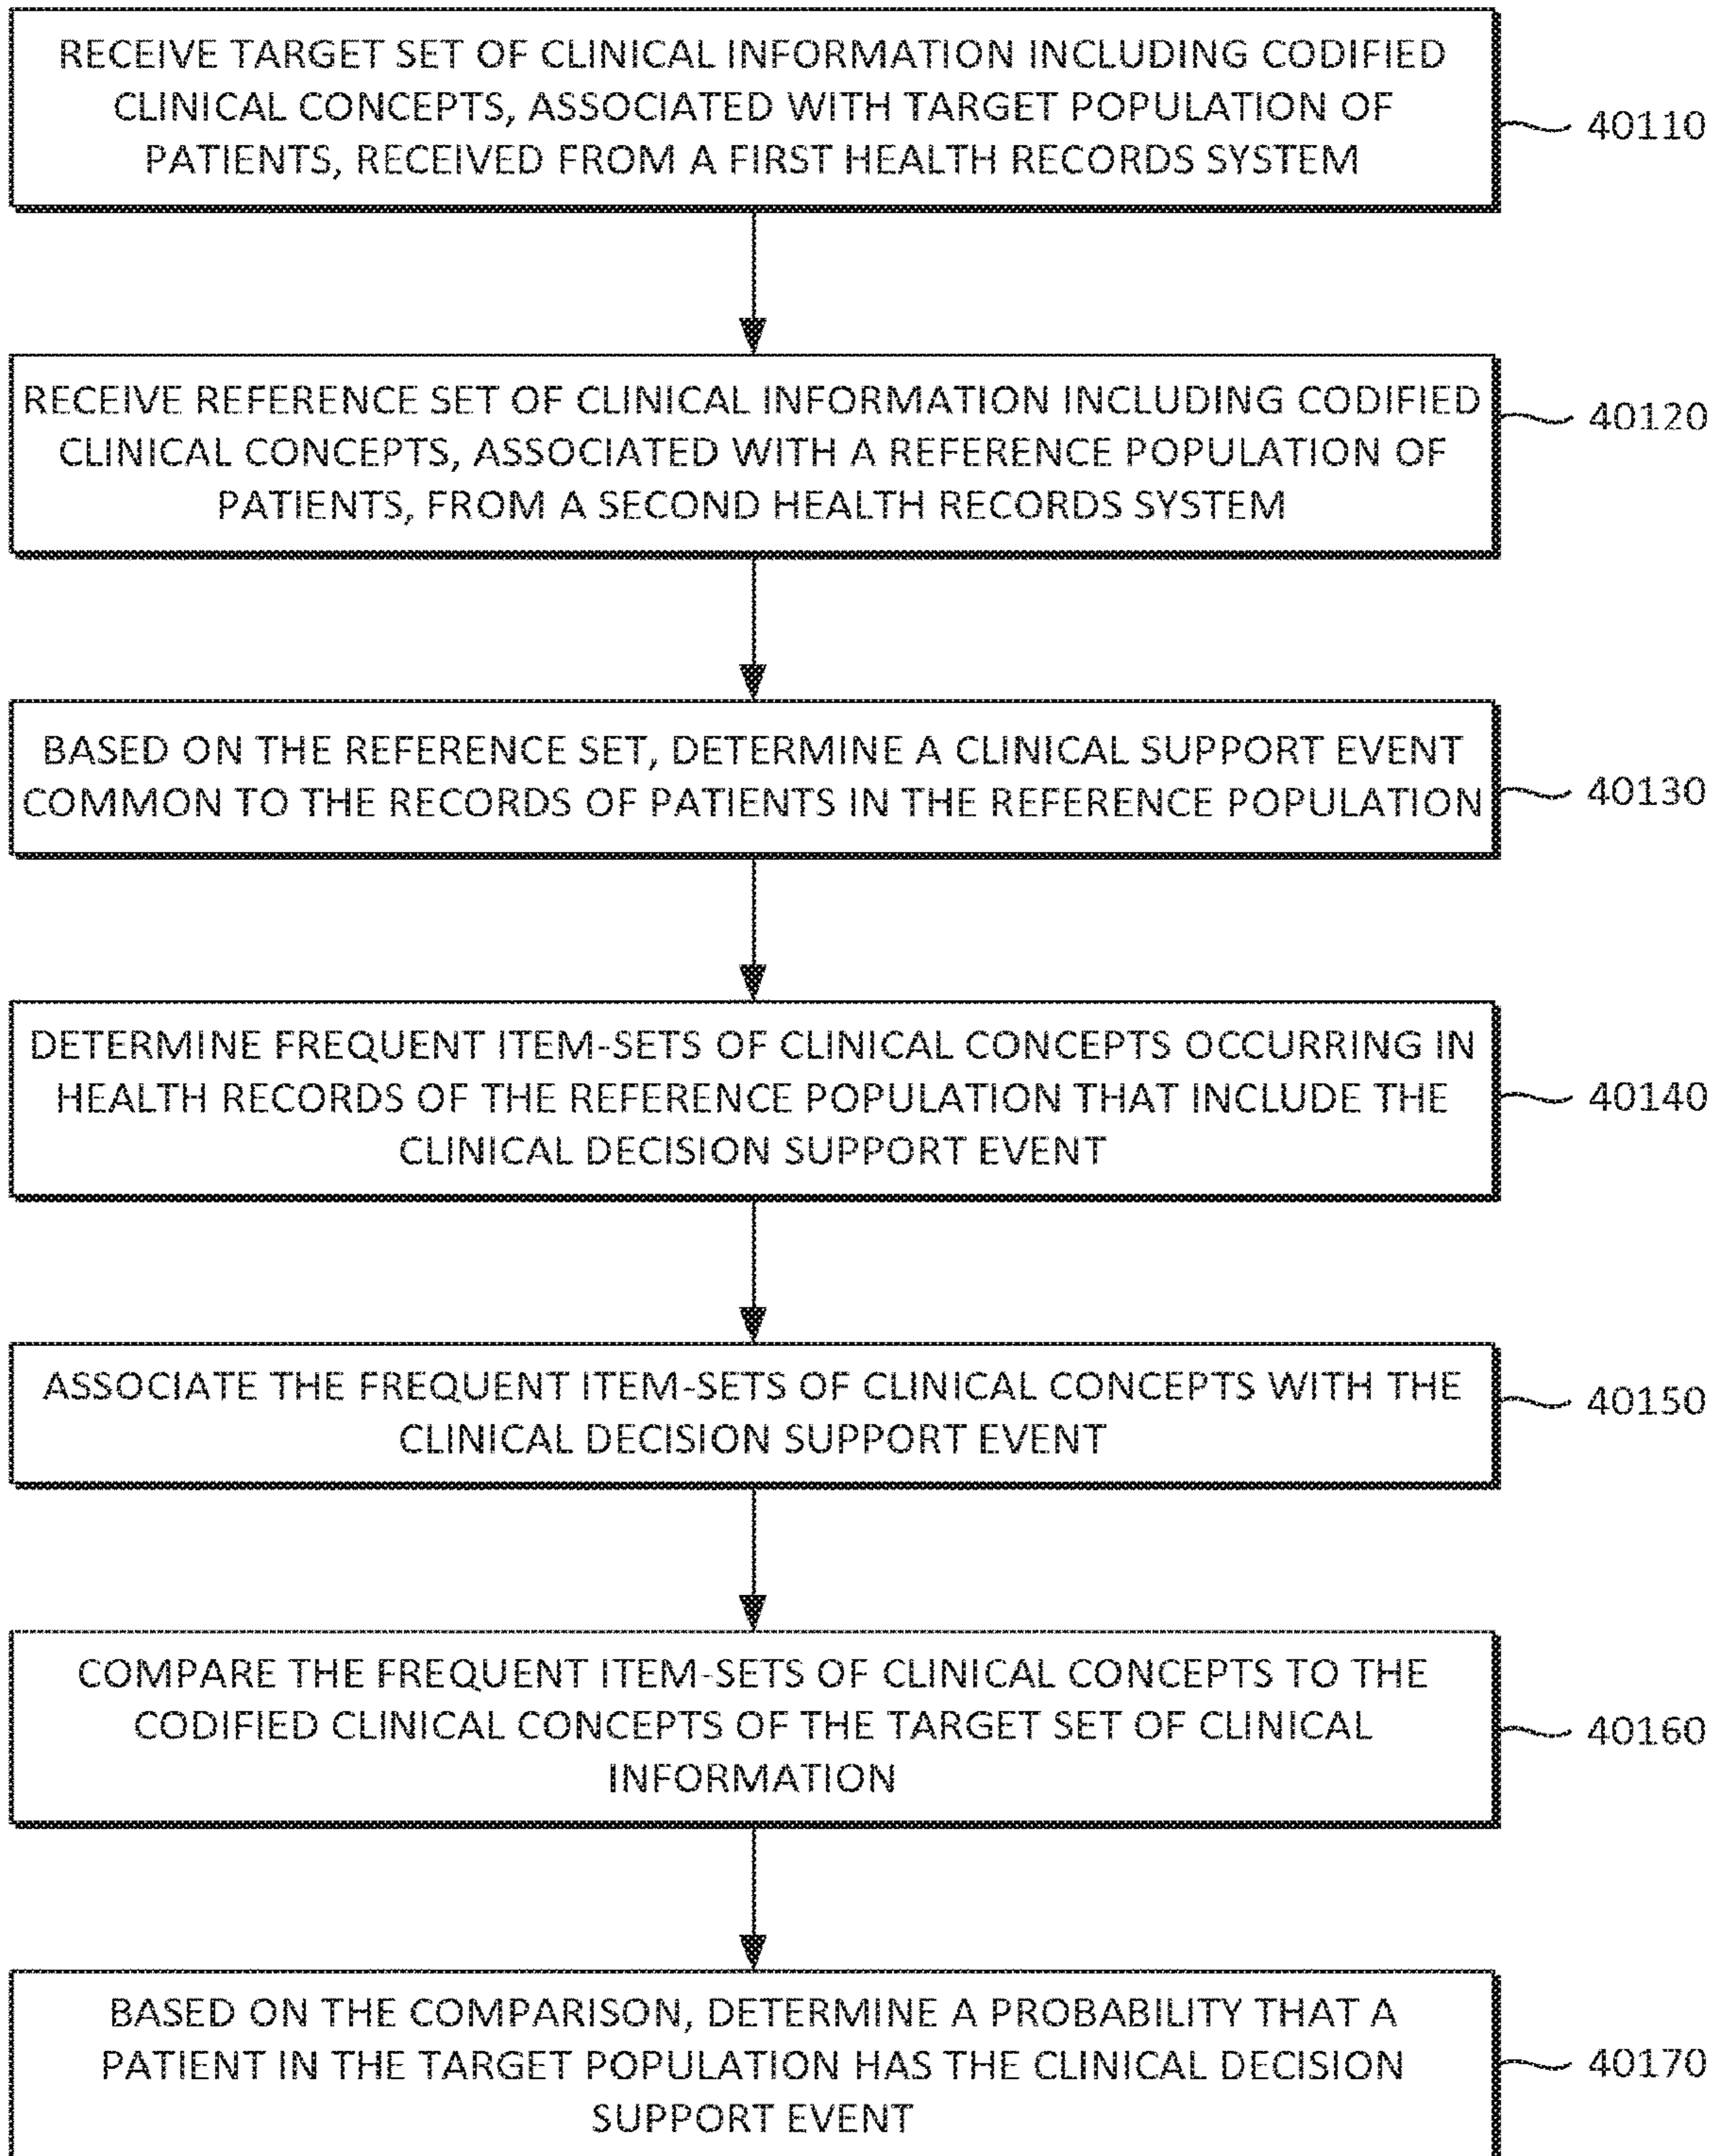 RECEIVE TARGET SET OF CLINICAL INFORMATION INCLUDING CODIFIED
CLINICAL CONCEPTS, ASSOCIATED WITH TARGET POPULATION OF
PATIENTS, RECEIVED FROM A FIRST HEALTH RECORDS SYSTEM
40110
RECEIVE REFERENCE SET OF CLINICAL INFORMATION INCLUDING CODIFIED
CLINICAL CONCEPTS, ASSOCIATED WITH A REFERENCE POPULATION OF
PATIENTS, FROM A SECOND HEALTH RECORDS SYSTEM
40120
BASED ON THE REFERENCE SET, DETERMINE A CLINICAL SUPPORT EVENT
COMMON TO THE RECORDS OF PATIENTS IN THE REFERENCE POPULATION
40130
DETERMINE FREQUENT ITEM-SETS OF CLINICAL CONCEPTS OCCURRING IN
HEALTH RECORDS OF THE REFERENCE POPULATION THAT INCLUDE THE
CLINICAL DECISION SUPPORT EVENT
40140
ASSOCIATE THE FREQUENT ITEM-SETS OF CLINICAL CONCEPTS WITH THE
CLINICAL DECISION SUPPORT EVENT
40150
COMPARE THE FREQUENT ITEM-SETS OF CLINICAL CONCEPTS TO THE
CODIFIED CLINICAL CONCEPTS OF THE TARGET SET OF CLINICAL
INFORMATION
40160
BASED ON THE COMPARISON, DETERMINE A PROBABILITY THAT A
PATIENT IN THE TARGET POPULATION HAS THE CLINICAL DECISION
SUPPORT EVENT
40170